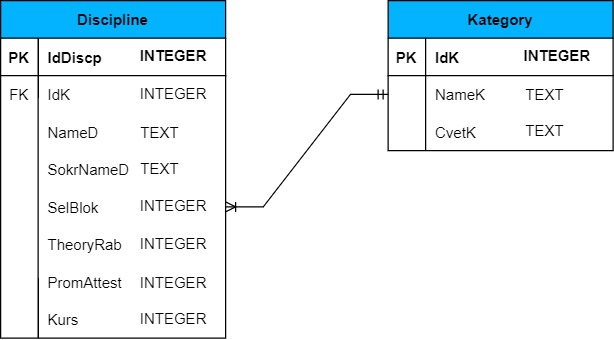 Discipline
PK IdDiscp INTEGER
FK IdK INTEGER
NameD TEXT
SokrNameD TEXT
SelBlok INTEGER
TheoryRab INTEGER
PromAttest INTEGER
Kurs INTEGER
Kategory
PK IdK INTEGER
NameK TEXT
CvetK TEXT